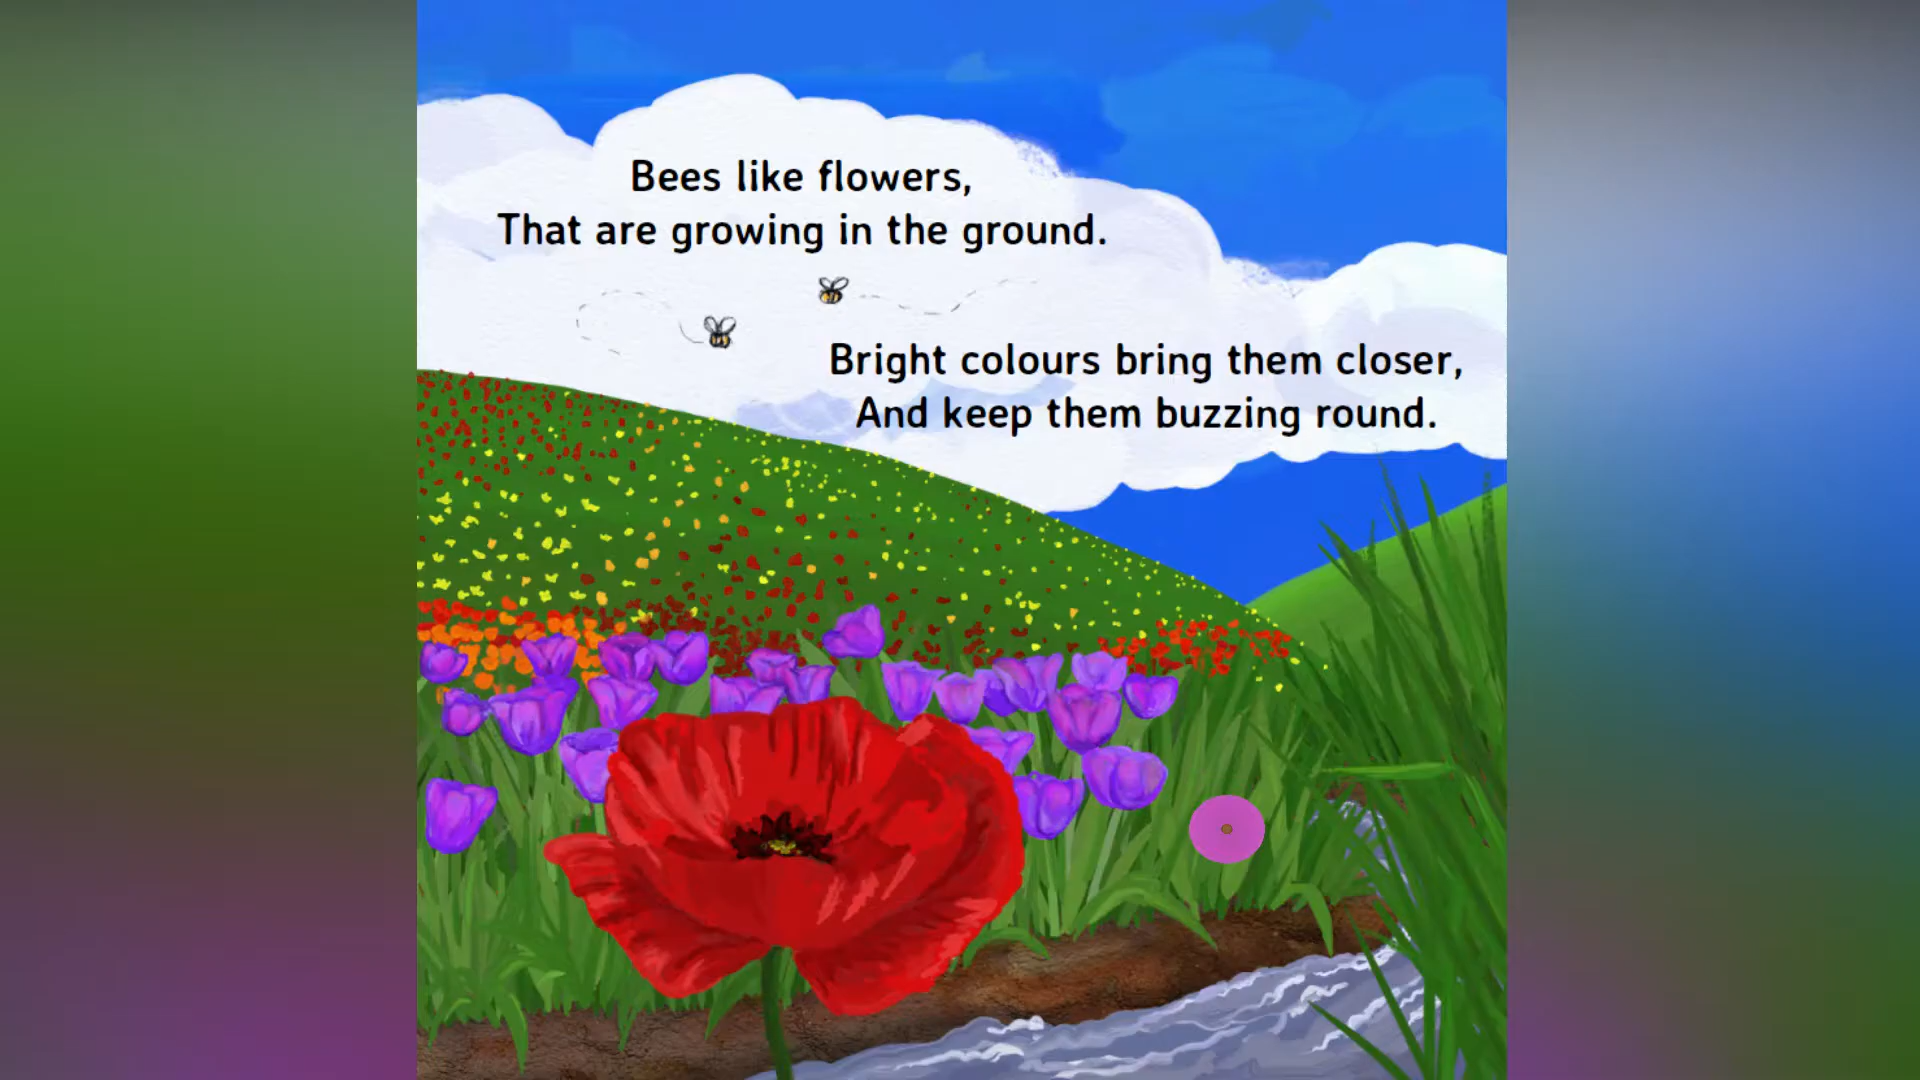 Bees like flowers,
That are growing in the ground.
Bright colours bring them closer,
And keep them buzzing round.